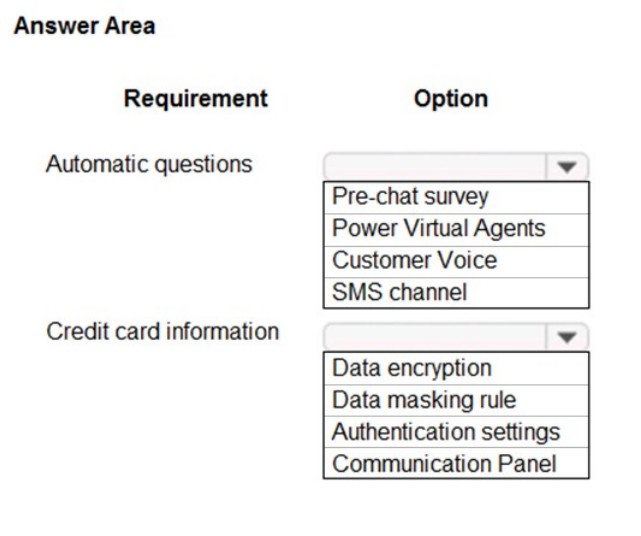 Answer Area
Requirement Option
Automatic questions
Pre-chat survey
Power Virtual Agents
Customer Voice
SMS channel
Credit card information
Data encryption
Data masking rule
Authentication settings
Communication Panel